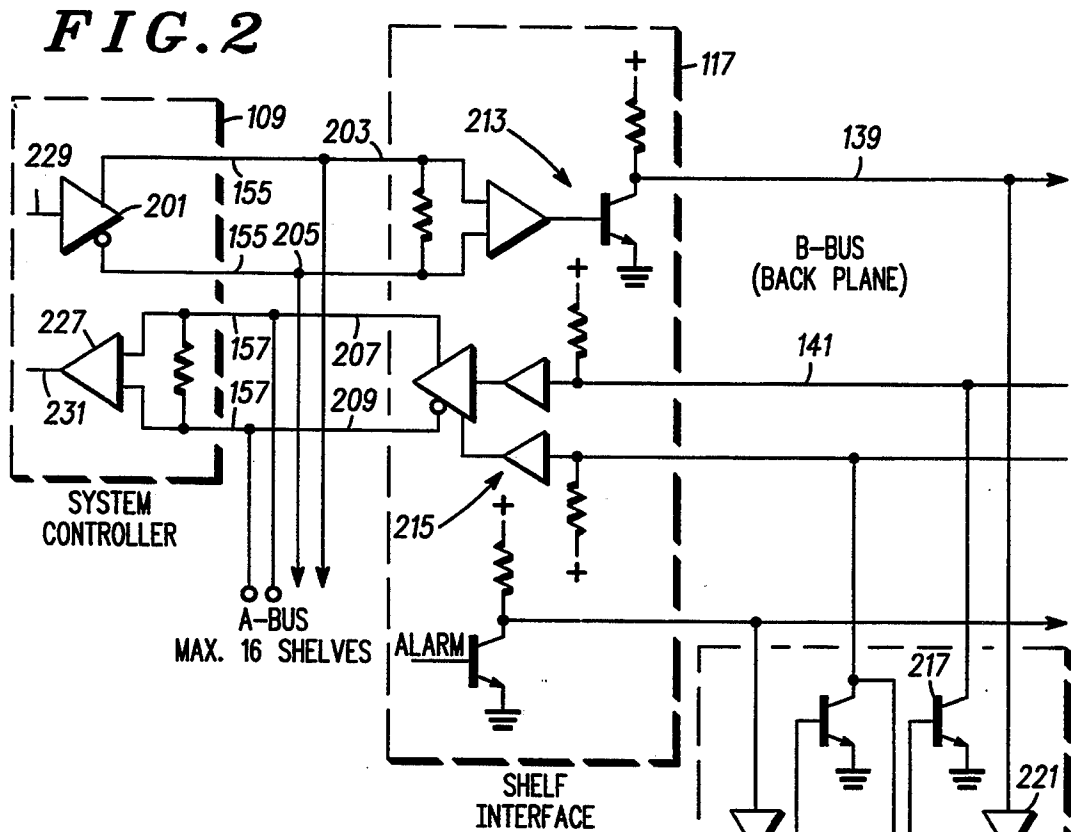 FIG.2
117
109
229
203
213
139
155
201
155
205
B-BUS
(BACK PLANE)
227
157
207
141
157
209
231
SYSTEM
CONTROLLER
215
A-BUS
MAX. 16 SHELVES
ALARM
217
221
SHELF
INTERFACE